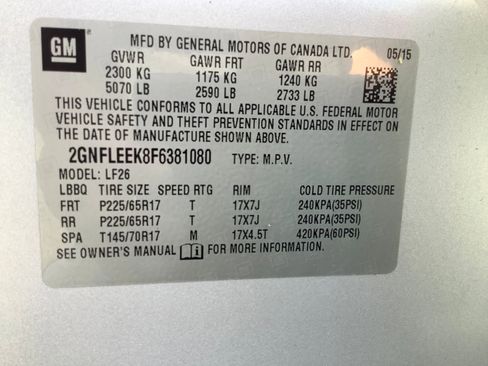 GM
MFD BY GENERAL MOTORS OF CANADA LTD. 05/15
GVWR GAWR FRT GAWR RR
2300 KG 1175 KG 1240 KG
5070 LB 2590 LB 2733 LB
THIS VEHICLE CONFORMS TO ALL APPLICABLE U.S. FEDERAL MOTOR
VEHICLE SAFETY AND THEFT PREVENTION STANDARDS IN EFFECT ON
THE DATE OF MANUFACTURE SHOWN ABOVE.
2GNFLEEK8F6381080 TYPE: M.P.V.
MODEL: LF26
LBBQ TIRE SIZE SPEED RTG RIM COLD TIRE PRESSURE
FRT P225/65R17 T 17X7J 240KPA(35PSI)
RR P225/65R17 T 17X7J 240KPA(35PSI)
SPA T145/70R17 M 17X4.5T 420KPA(60PSI)
SEE OWNER'S MANUAL FOR MORE INFORMATION.